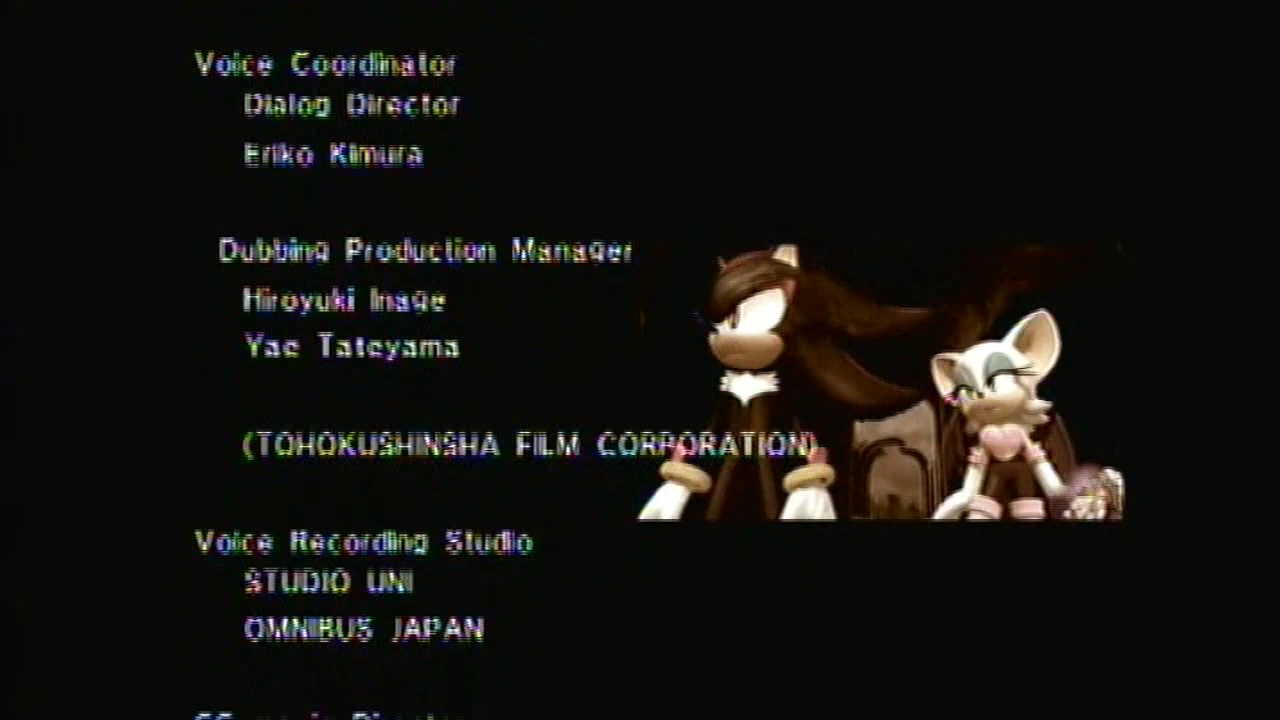 Voice Coordinator
Dialog Director
Eriko Kimura
Dubbing Production Manager
Hiroyuki Inage
Yae Tateyama
(TOHOKUSHINSHA FILM CORPORATION)
Voice Recording Studio
STUDIO UNI
OMNIBUS JAPAN